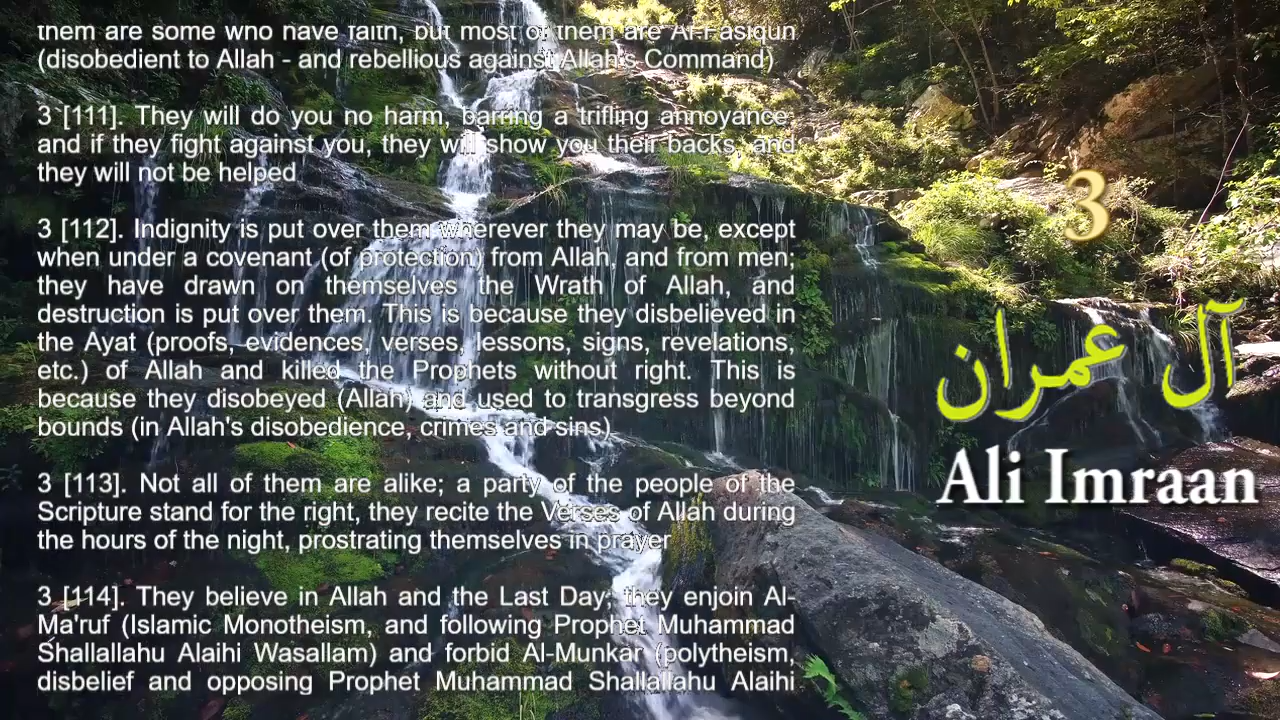 them are some who have faith, but most of them are Al-Fasiqun
(disobedient to Allah - and rebellious against Allah's Command)
3 [111]. They will do you no harm, barring a trifling annoyance;
and if they fight against you, they will show you their backs, and
they will not be helped
3 [112]. Indignity is put over them wherever they may be, except
when under a covenant (of protection) from Allah, and from men;
they have drawn on themselves the Wrath of Allah, and
destruction is put over them. This is because they disbelieved in
the Ayat (proofs, evidences, verses, lessons, signs, revelations,
etc.) of Allah and killed the Prophets without right. This is
because they disobeyed (Allah) and used to transgress beyond
bounds (in Allah's disobedience, crimes and sins)
3 [113]. Not all of them are alike; a party of the people of the
Scripture stand for the right, they recite the Verses of Allah during
the hours of the night, prostrating themselves in prayer
3 [114]. They believe in Allah and the Last Day; they enjoin Al-
Ma'ruf (Islamic Monotheism, and following Prophet Muhammad
Shallallahu Alaihi Wasallam) and forbid Al-Munkar (polytheism,
disbelief and opposing Prophet Muhammad Shallallahu Alaihi
3
آل عمران
Ali Imraan